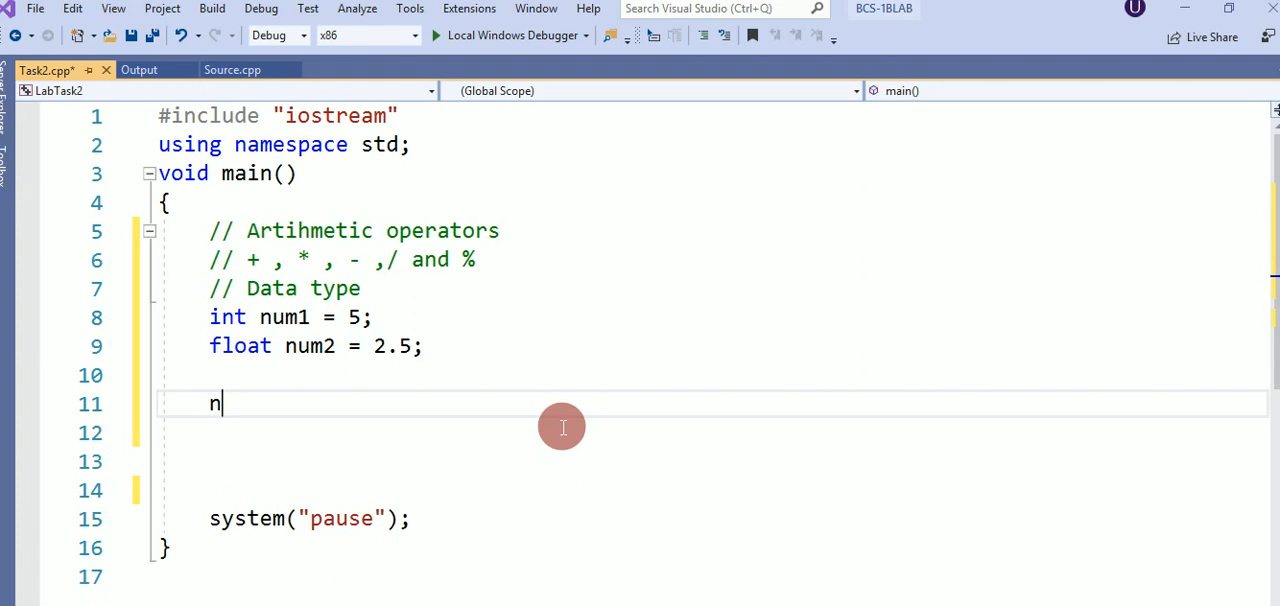 File Edit View Project Build Debug Test Analyze Tools Extensions Window Help Search Visual Studio (Ctrl+Q) BCS-1BLAB U
Debug x86 Local Windows Debugger Live Share
Task2.cpp* Output Source.cpp
LabTask2 (Global Scope) main()
Server Explorer Toolbox
1 #include "iostream"
2 using namespace std;
3 void main()
4 {
5 // Artihmetic operators
6 // + , * , - ,/ and %
7 // Data type
8 int num1 = 5;
9 float num2 = 2.5;
10
11 n
12
13
14
15 system("pause");
16 }
17